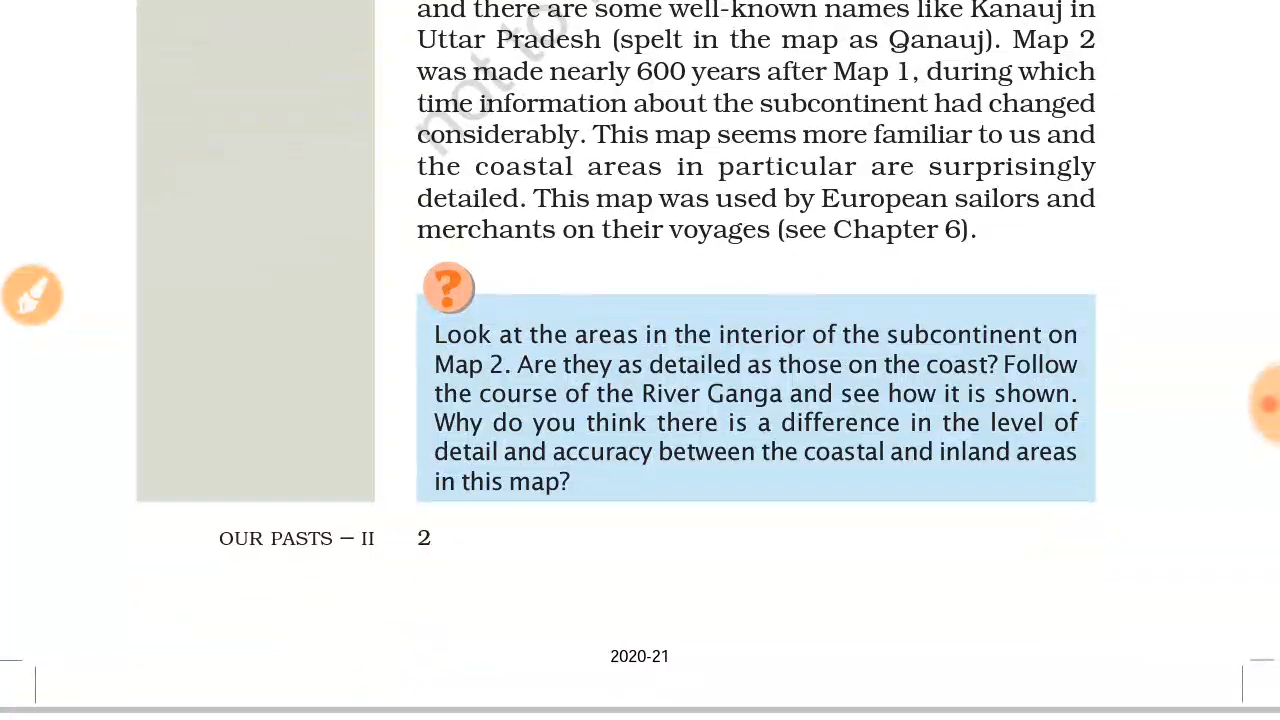 and there are some well-known names like Kanauj in
Uttar Pradesh (spelt in the map as Qanauj). Map 2
was made nearly 600 years after Map 1, during which
time information about the subcontinent had changed
considerably. This map seems more familiar to us and
the coastal areas in particular are surprisingly
detailed. This map was used by European sailors and
merchants on their voyages (see Chapter 6).
not to
?
Look at the areas in the interior of the subcontinent on
Map 2. Are they as detailed as those on the coast? Follow
the course of the River Ganga and see how it is shown.
Why do you think there is a difference in the level of
detail and accuracy between the coastal and inland areas
in this map?
OUR PASTS – II 2
2020-21